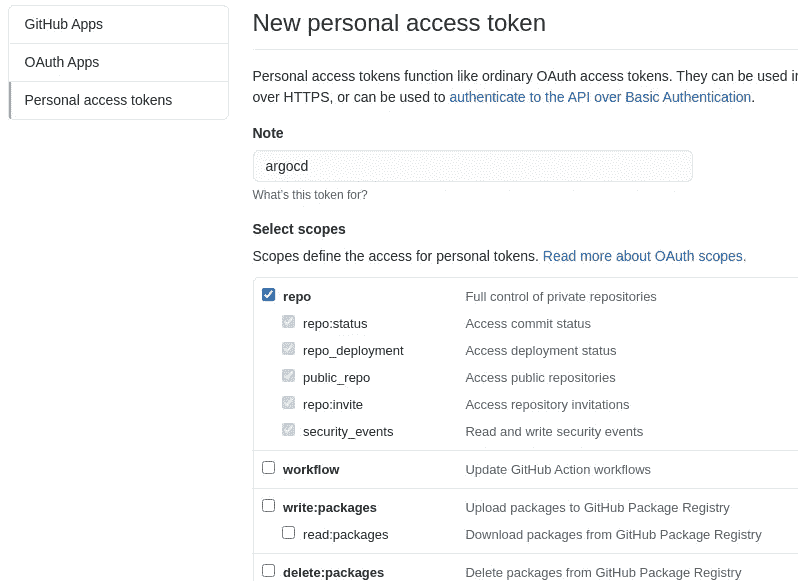 GitHub Apps
OAuth Apps
Personal access tokens
New personal access token
Personal access tokens function like ordinary OAuth access tokens. They can be used
over HTTPS, or can be used to authenticate to the API over Basic Authentication.
Note
argocd
What's this token for?
Select scopes
Scopes define the access for personal tokens. Read more about OAuth scopes.
repo Full control of private repositories
repo:status Access commit status
repo_deployment Access deployment status
public_repo Access public repositories
repo:invite Access repository invitations
security_events Read and write security events
workflow Update GitHub Action workflows
write:packages Upload packages to GitHub Package Registry
read:packages Download packages from GitHub Package Registry
delete:packages Delete packages from GitHub Package Registry